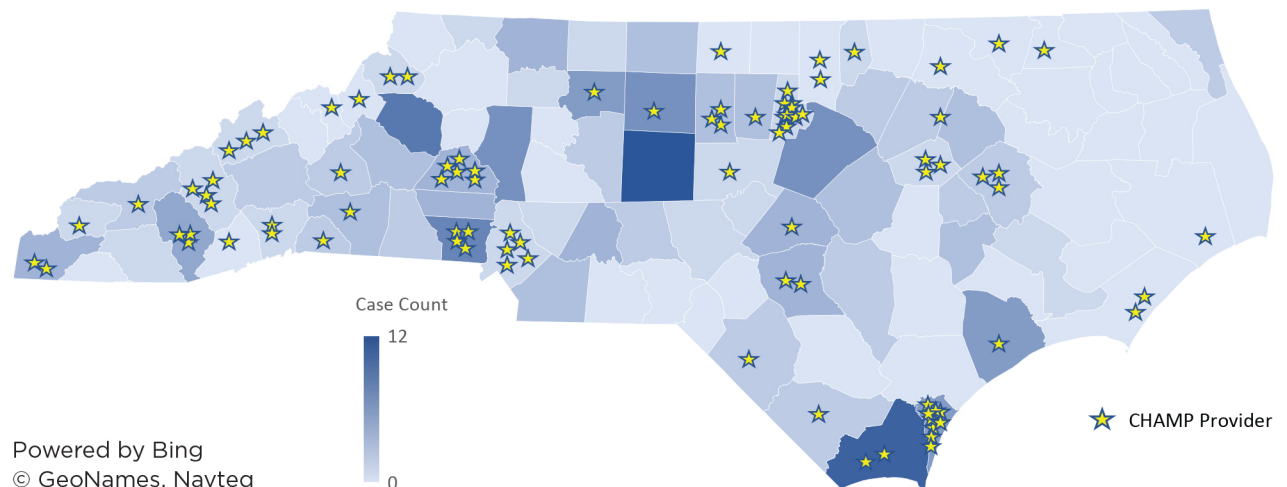 Case Count
12
0
CHAMP Provider
Powered by Bing
© GeoNames, Navteq